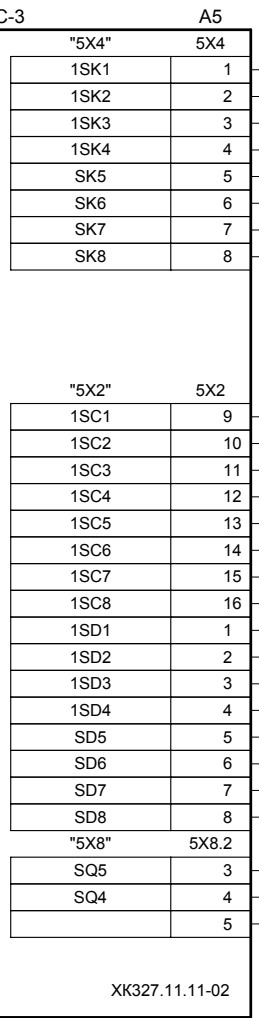 С-3 A5
"5X4" 5X4
1SK1 1
1SK2 2
1SK3 3
1SK4 4
SK5 5
SK6 6
SK7 7
SK8 8
"5X2" 5X2
1SC1 9
1SC2 10
1SC3 11
1SC4 12
1SC5 13
1SC6 14
1SC7 15
1SC8 16
1SD1 1
1SD2 2
1SD3 3
1SD4 4
SD5 5
SD6 6
SD7 7
SD8 8
"5X8" 5X8.2
SQ5 3
SQ4 4
5
ХК327.11.11-02